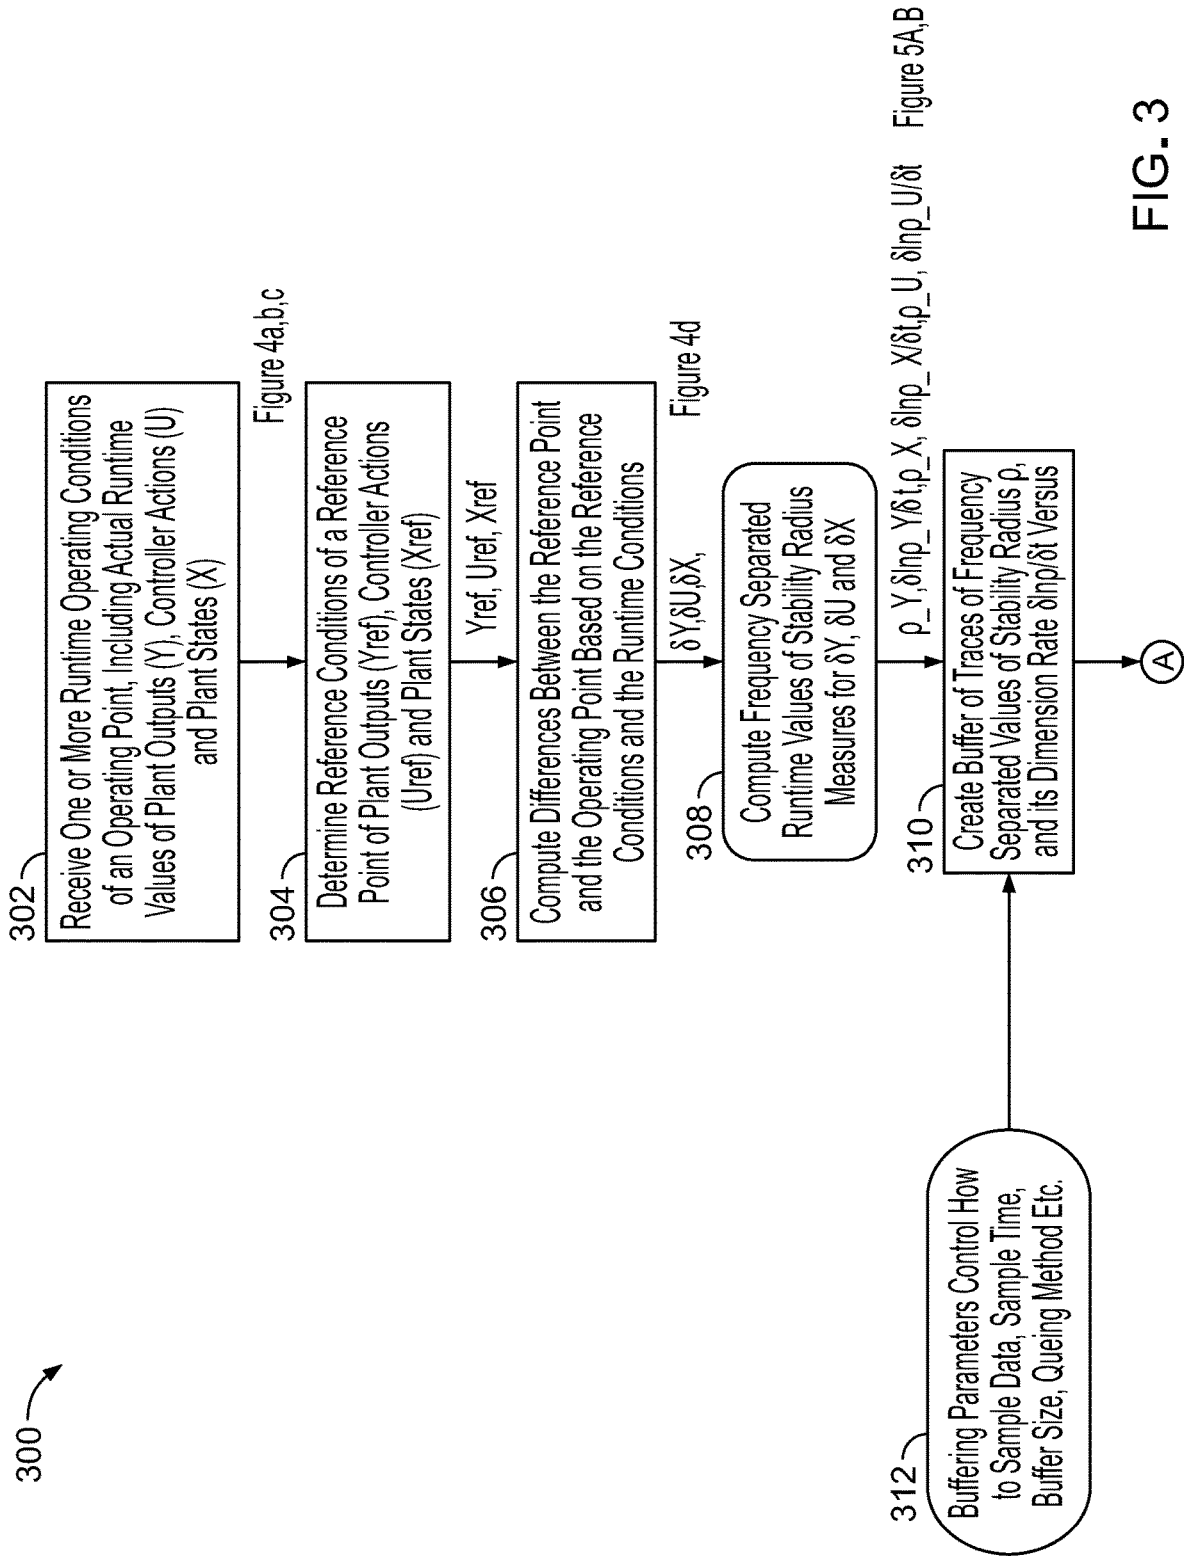 300
302
Receive One or More Runtime Operating Conditions
of an Operating Point, Including Actual Runtime
Values of Plant Outputs (Y), Controller Actions (U)
and Plant States (X)
Figure 4a,b,c
304
Determine Reference Conditions of a Reference
Point of Plant Outputs (Yref), Controller Actions
(Uref) and Plant States (Xref)
Yref, Uref, Xref
306
Compute Differences Between the Reference Point
and the Operating Point Based on the Reference
Conditions and the Runtime Conditions
δY,δU,δX,
Figure 4d
308
Compute Frequency Separated
Runtime Values of Stability Radius
Measures for δY, δU and δX
ρ_Y,δlnρ_Y/δt,ρ_X, δlnρ_X/δt,ρ_U, δlnρ_U/δt
Figure 5A,B
310
Create Buffer of Traces of Frequency
Separated Values of Stability Radius ρ,
and its Dimension Rate δlnρ/δt Versus
312
Buffering Parameters Control How
to Sample Data, Sample Time,
Buffer Size, Queing Method Etc.
A
FIG. 3